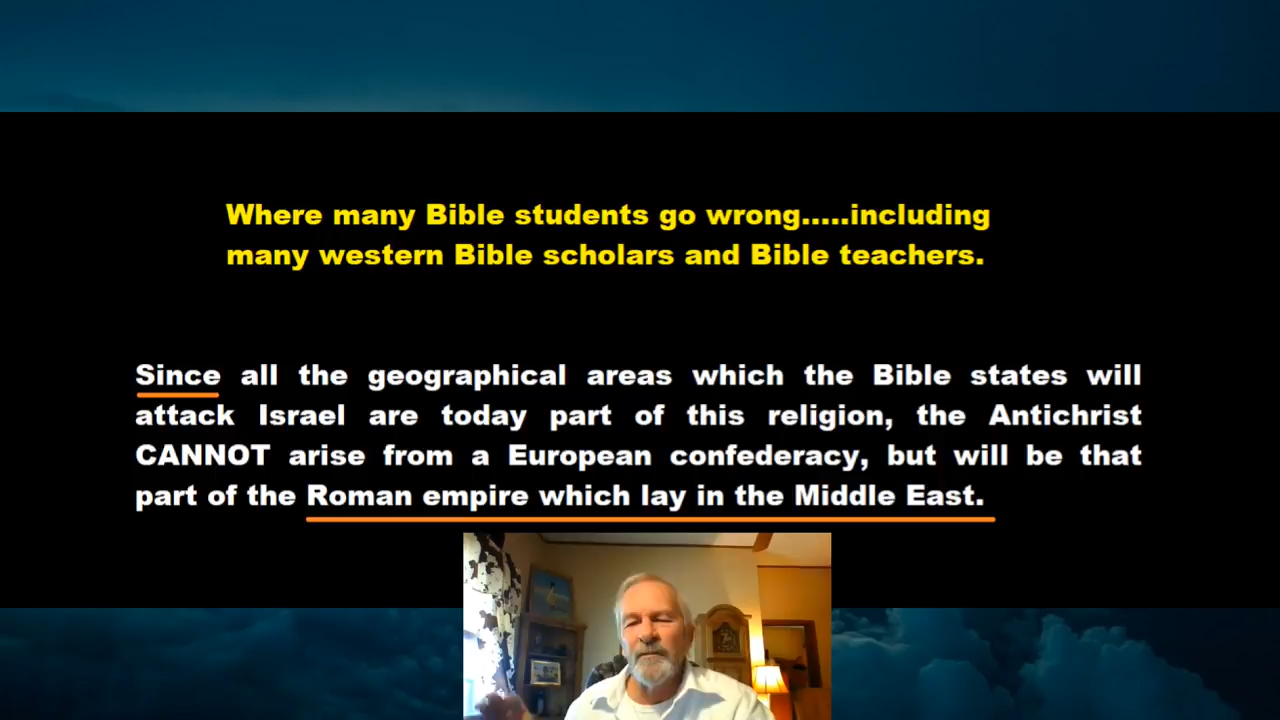 Where many Bible students go wrong.....including
many western Bible scholars and Bible teachers.
Since all the geographical areas which the Bible states will
attack Israel are today part of this religion, the Antichrist
CANNOT arise from a European confederacy, but will be that
part of the Roman empire which lay in the Middle East.